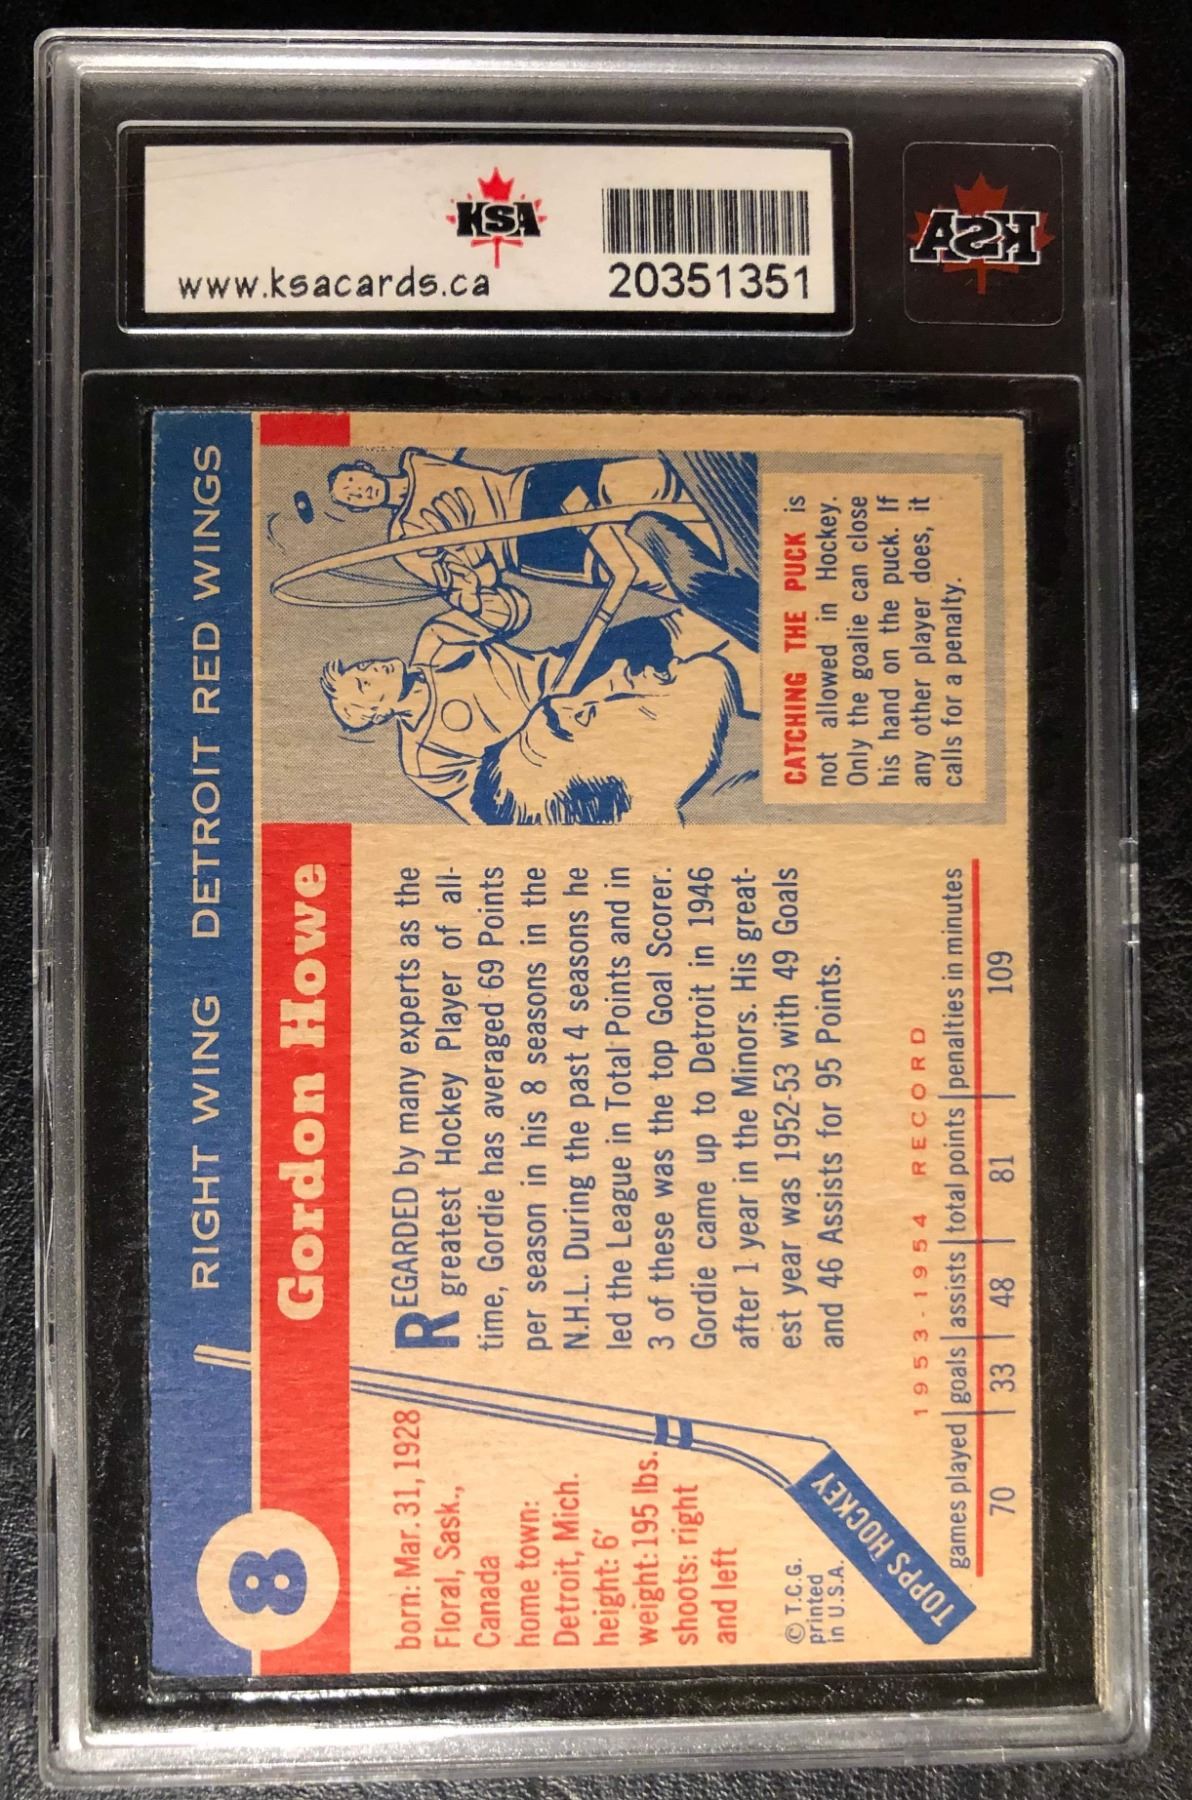 KSA
www.ksacards.ca
20351351
KSA
RIGHT WING DETROIT RED WINGS
8
Gordon Howe
born: Mar. 31, 1928
Floral, Sask.,
Canada
home town:
Detroit, Mich.
height: 6'
weight: 195 lbs.
shoots: right
and left
© T.C.G.
printed
in U.S.A.
TOPPS HOCKEY
REGARDED by many experts as the
greatest Hockey Player of all-
time, Gordie has averaged 69 Points
per season in his 8 seasons in the
N.H.L. During the past 4 seasons he
led the League in Total Points and in
3 of these was the top Goal Scorer.
Gordie came up to Detroit in 1946
after 1 year in the Minors. His great-
est year was 1952-53 with 49 Goals
and 46 Assists for 95 Points.
CATCHING THE PUCK is
not allowed in Hockey.
Only the goalie can close
his hand on the puck. If
any other player does, it
calls for a penalty.
1953-1954 RECORD
games played goals assists total points penalties in minutes
70 33 48 81 109